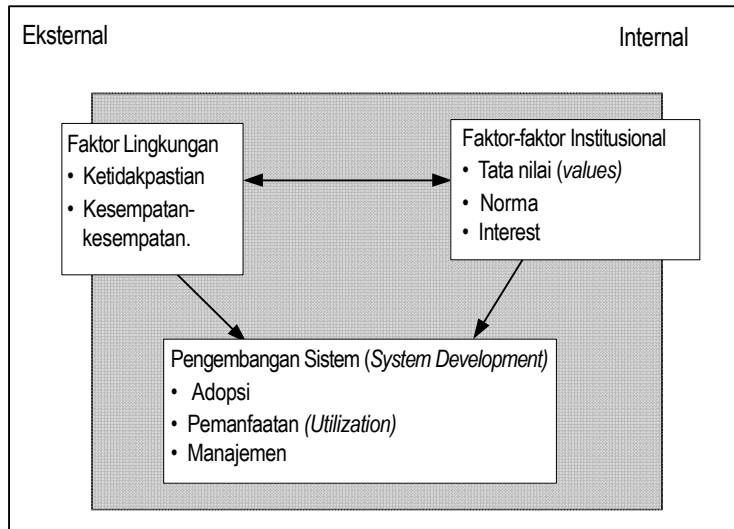 Eksternal
Internal
Faktor Lingkungan
• Ketidakpastian
• Kesempatan-
kesempatan.
Faktor-faktor Institusional
• Tata nilai (values)
• Norma
• Interest
Pengembangan Sistem (System Development)
• Adopsi
• Pemanfaatan (Utilization)
• Manajemen